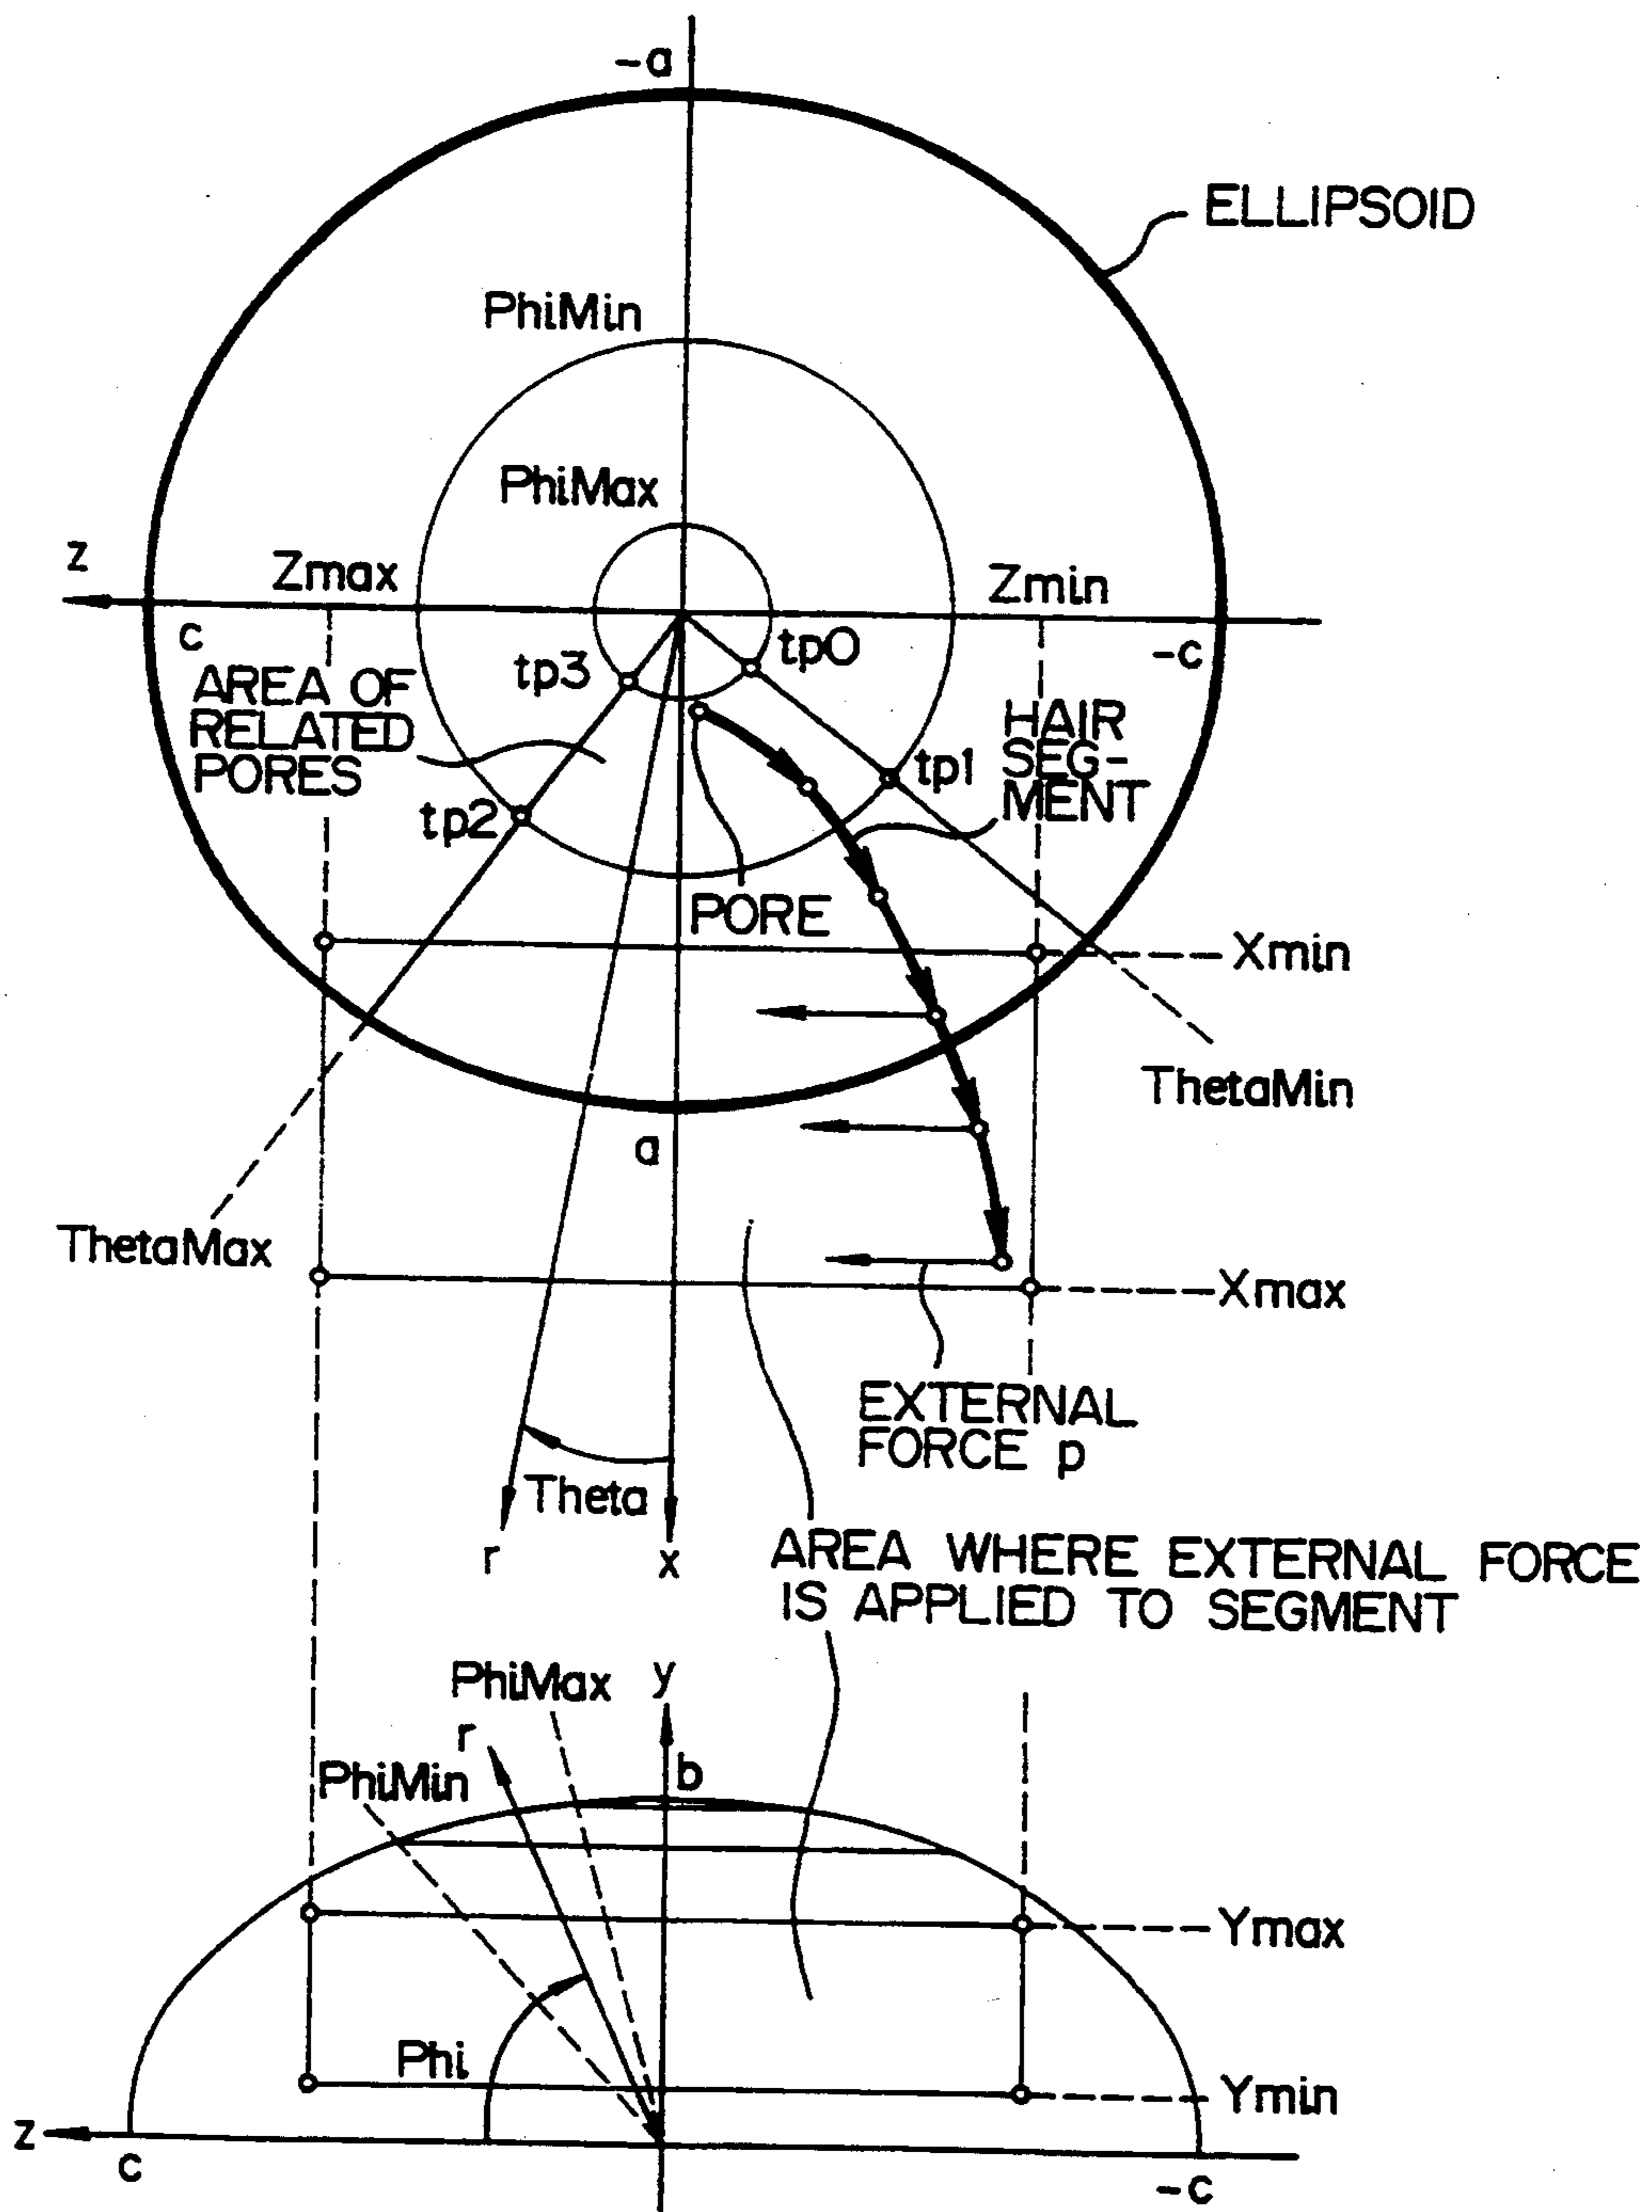 -a
ELLIPSOID
PhiMin
PhiMax
z
Zmax
Zmin
c
-c
tp3
tp0
AREA OF
RELATED
PORES
HAIR
SEG-
MENT
tp1
tp2
PORE
Xmin
ThetaMin
a
ThetaMax
Xmax
EXTERNAL
FORCE p
Theta
r
x
AREA WHERE EXTERNAL FORCE
IS APPLIED TO SEGMENT
PhiMax
y
r
PhiMin
b
Ymax
Phi
Ymin
z
c
-c